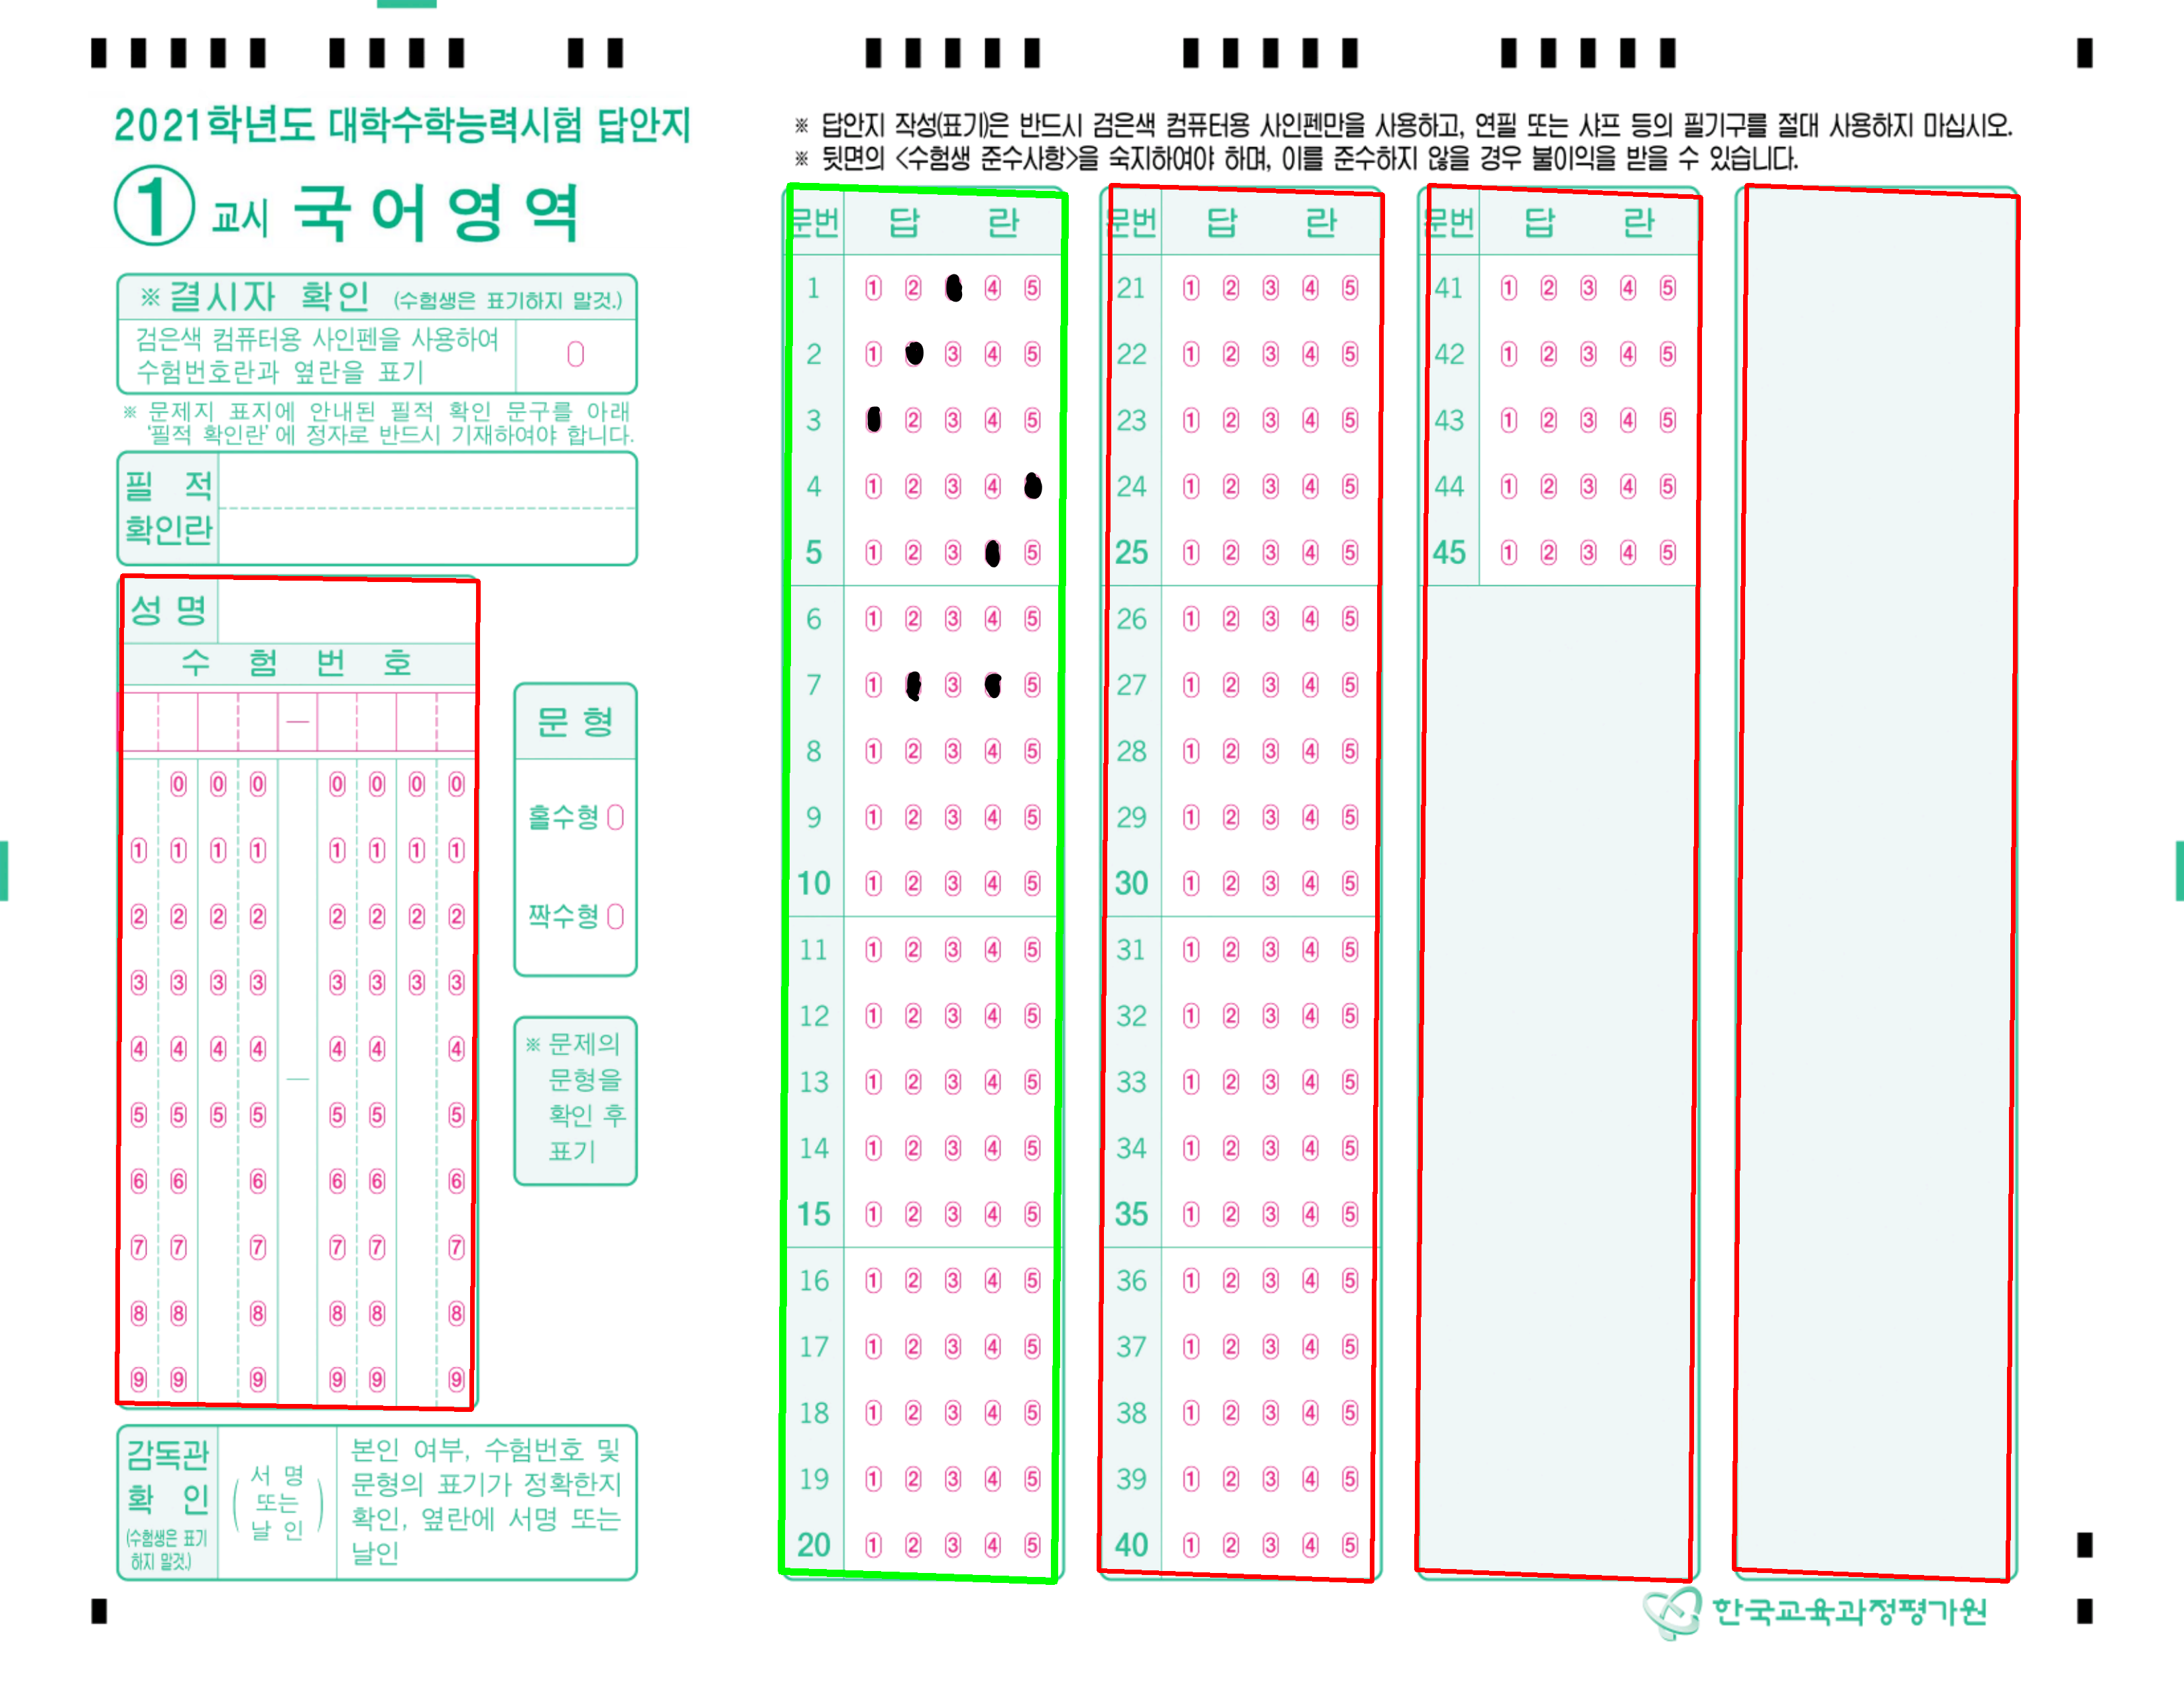 2021학년도 대학수학능력시험 답안지
① 교시 국어영역
※ 결시자 확인 (수험생은 표기하지 말것.)
검은색 컴퓨터용 사인펜을 사용하여
수험번호란과 옆란을 표기
※ 문제지 표지에 안내된 필적 확인 문구를 아래
'필적 확인란'에 정자로 반드시 기재하여야 합니다.
필 적
확인란
성 명
수 험 번 호
—
0 0 0 0 0 0 0
1 1 1 1 1 1 1 1
2 2 2 2 2 2 2 2
3 3 3 3 3 3 3 3
4 4 4 4 4 4 4
—
5 5 5 5 5 5 5
6 6 6 6 6 6
7 7 7 7 7 7
8 8 8 8 8 8
9 9 9 9 9 9
문 형
홀수형
짝수형
※ 문제의
문형을
확인 후
표기
감독관
확 인
(수험생은 표기
하지 말것.)
( 서 명
또는
날 인 )
본인 여부, 수험번호 및
문형의 표기가 정확한지
확인, 옆란에 서명 또는
날인
※ 답안지 작성(표기)은 반드시 검은색 컴퓨터용 사인펜만을 사용하고, 연필 또는 샤프 등의 필기구를 절대 사용하지 마십시오.
※ 뒷면의 <수험생 준수사항>을 숙지하여야 하며, 이를 준수하지 않을 경우 불이익을 받을 수 있습니다.
문번 답 란
1 1 2 4 5
2 1 3 4 5
3 2 3 4 5
4 1 2 3 4
5 1 2 3 5
6 1 2 3 4 5
7 1 3 5
8 1 2 3 4 5
9 1 2 3 4 5
10 1 2 3 4 5
11 1 2 3 4 5
12 1 2 3 4 5
13 1 2 3 4 5
14 1 2 3 4 5
15 1 2 3 4 5
16 1 2 3 4 5
17 1 2 3 4 5
18 1 2 3 4 5
19 1 2 3 4 5
20 1 2 3 4 5
문번 답 란
21 1 2 3 4 5
22 1 2 3 4 5
23 1 2 3 4 5
24 1 2 3 4 5
25 1 2 3 4 5
26 1 2 3 4 5
27 1 2 3 4 5
28 1 2 3 4 5
29 1 2 3 4 5
30 1 2 3 4 5
31 1 2 3 4 5
32 1 2 3 4 5
33 1 2 3 4 5
34 1 2 3 4 5
35 1 2 3 4 5
36 1 2 3 4 5
37 1 2 3 4 5
38 1 2 3 4 5
39 1 2 3 4 5
40 1 2 3 4 5
문번 답 란
41 1 2 3 4 5
42 1 2 3 4 5
43 1 2 3 4 5
44 1 2 3 4 5
45 1 2 3 4 5
한국교육과정평가원